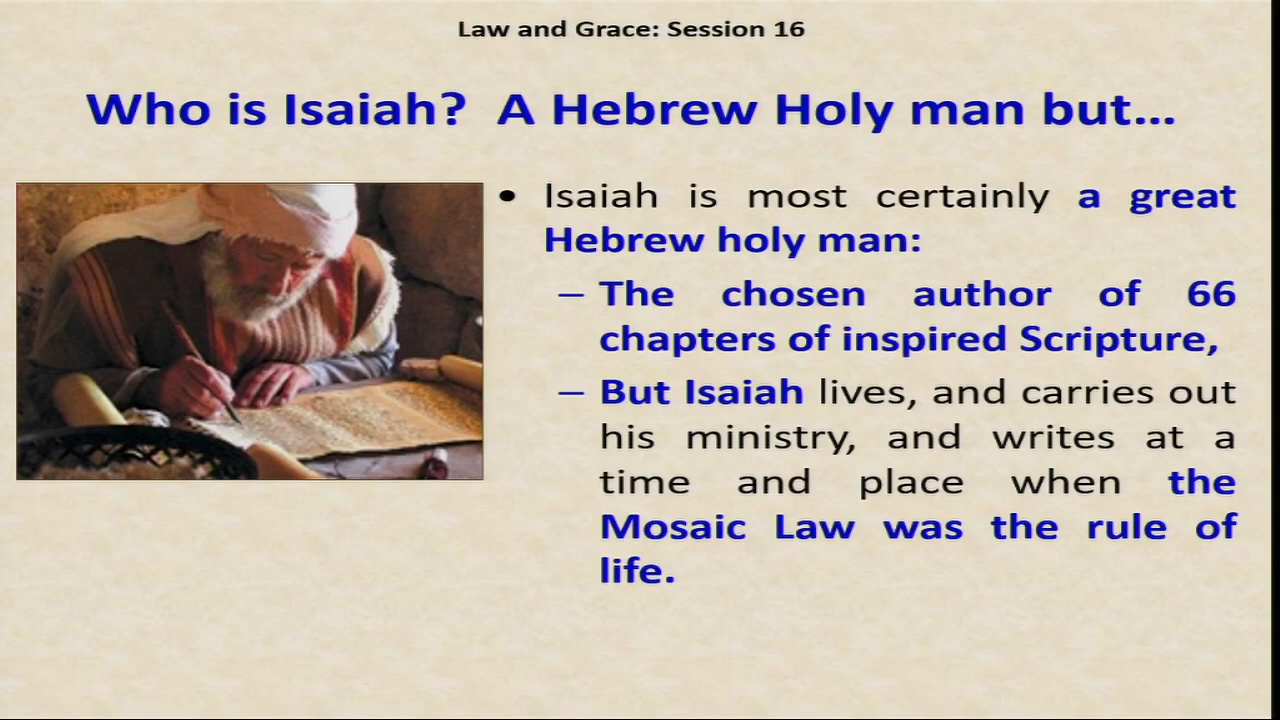 Law and Grace: Session 16
Who is Isaiah? A Hebrew Holy man but...
• Isaiah is most certainly a great
Hebrew holy man:
– The chosen author of 66
chapters of inspired Scripture,
– But Isaiah lives, and carries out
his ministry, and writes at a
time and place when the
Mosaic Law was the rule of
life.